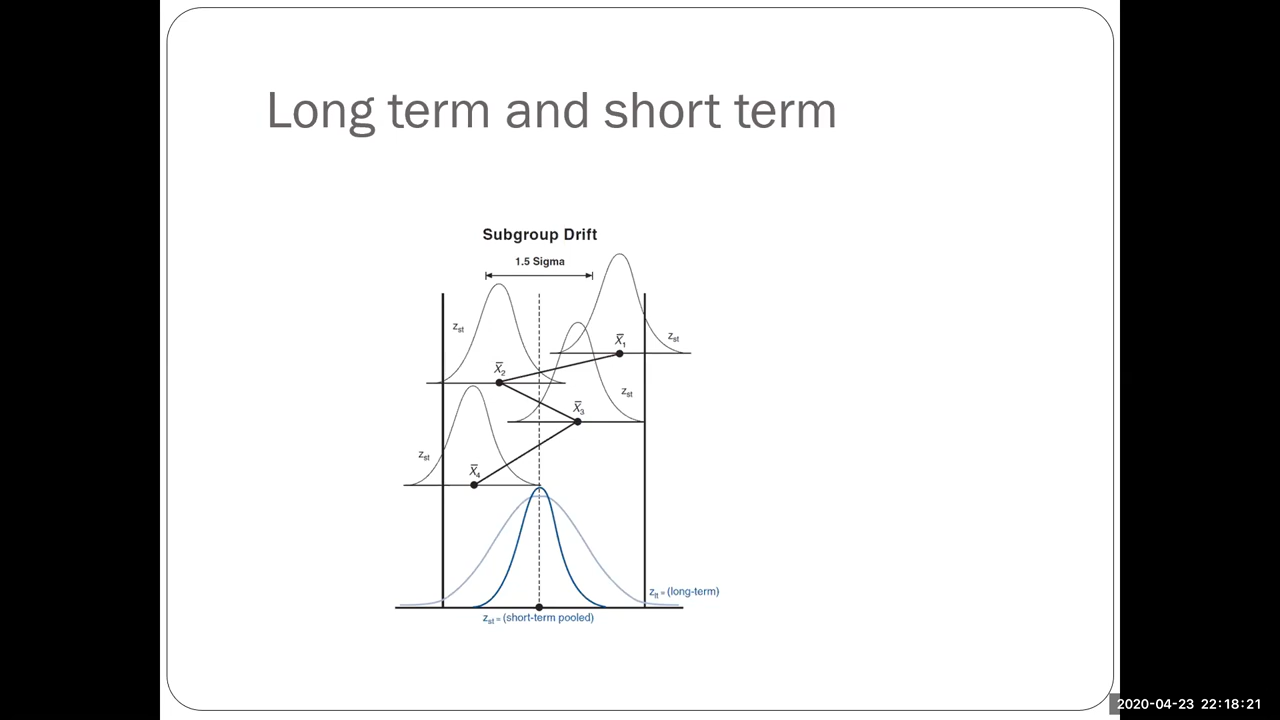 Long term and short term
Subgroup Drift
1.5 Sigma
zst
X̅1
zst
X̅2
zst
X̅3
zst
X̅4
zlt = (long-term)
zst = (short-term pooled)
2020-04-23 22:18:21